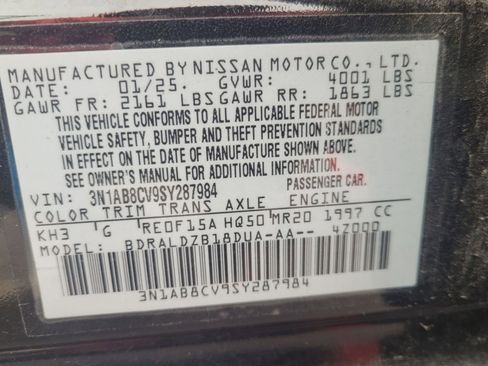 MANUFACTURED BY NISSAN MOTOR CO., LTD.
DATE: 01/25. GVWR: 4001 LBS
GAWR FR: 2161 LBS GAWR RR: 1863 LBS
THIS VEHICLE CONFORMS TO ALL APPLICABLE FEDERAL MOTOR
VEHICLE SAFETY, BUMPER AND THEFT PREVENTION STANDARDS
IN EFFECT ON THE DATE OF MANUFACTURE SHOWN ABOVE.
SEE OWNER'S MANUAL FOR ADDITIONAL INFORMATION.
VIN: 3N1AB8CV9SY287984 PASSENGER CAR.
COLOR TRIM TRANS AXLE ENGINE
KH3 G RE0F15A HQ50 MR20 1997 CC
MODEL: BDRALDZB18DUA-AA-- 4Z000
3N1AB8CV9SY287984